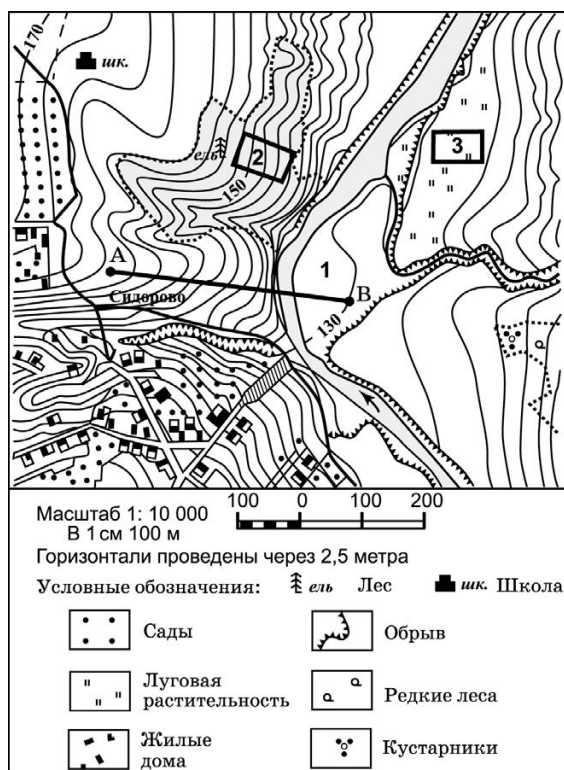 170
шк.
ель
2
3
150
А
1
В
Сидорово
130
Масштаб 1: 10 000
В 1 см 100 м
100 0 100 200
Горизонтали проведены через 2,5 метра
Условные обозначения: ель Лес шк. Школа
Сады
Обрыв
Луговая
растительность
Редкие леса
Жилые
дома
Кустарники